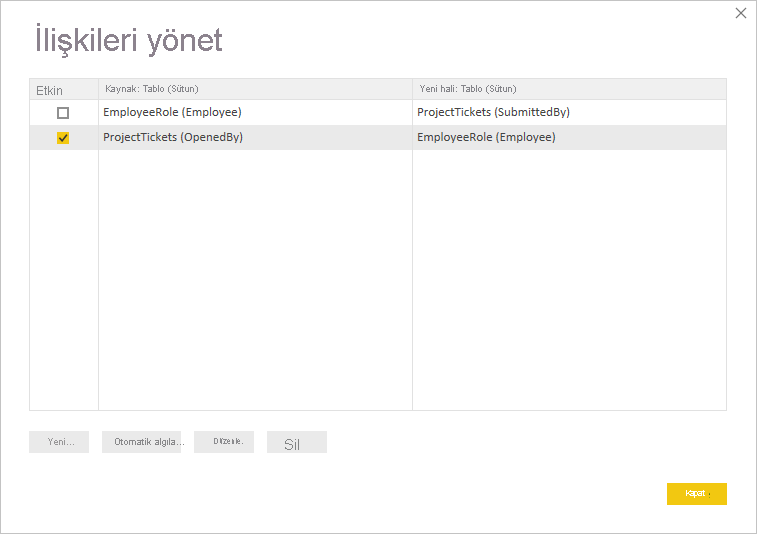 İlişkileri yönet
Etkin Kaynak: Tablo (Sütun) Yeni hali: Tablo (Sütun)
EmployeeRole (Employee) ProjectTickets (SubmittedBy)
ProjectTickets (OpenedBy) EmployeeRole (Employee)
Yeni... Otomatik algıla... Düzenle. Sil
Kapat